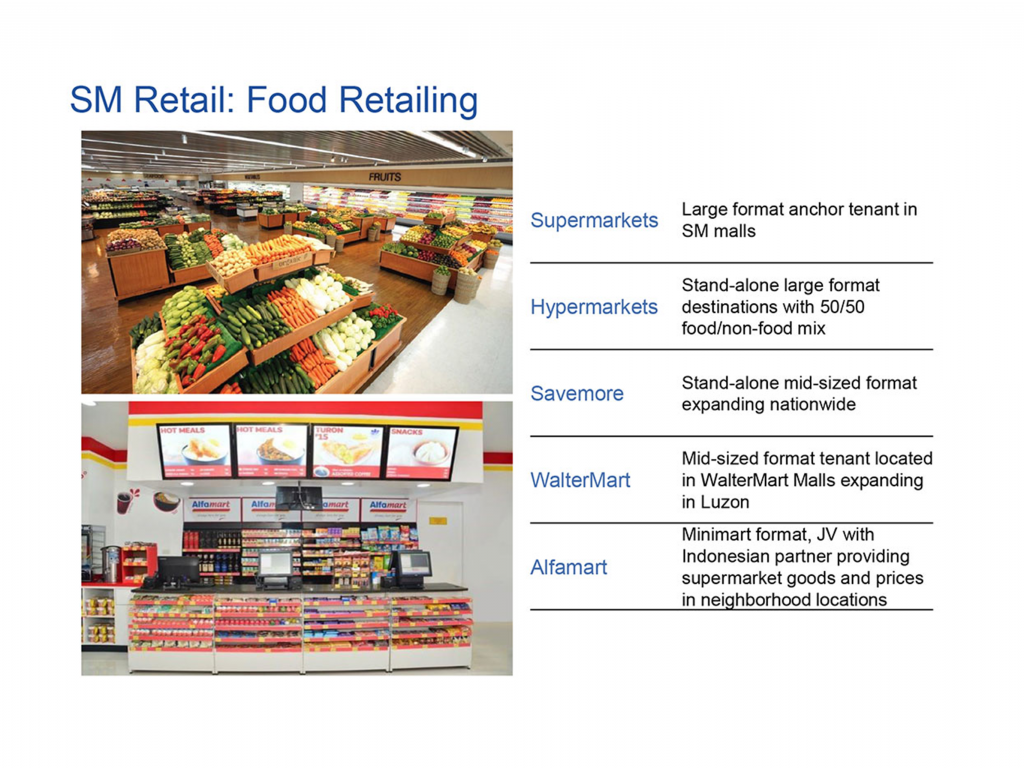 SM Retail: Food Retailing
FRUITS
Supermarkets
Large format anchor tenant in
SM malls
Hypermarkets
Stand-alone large format
destinations with 50/50
food/non-food mix
Savemore
Stand-alone mid-sized format
expanding nationwide
WalterMart
Mid-sized format tenant located
in WalterMart Malls expanding
in Luzon
Alfamart
Minimart format, JV with
Indonesian partner providing
supermarket goods and prices
in neighborhood locations
HOT MEALS
HOT MEALS
TURON
₱15
SNACKS
Alfamart
Alfam
mart
Alfamart